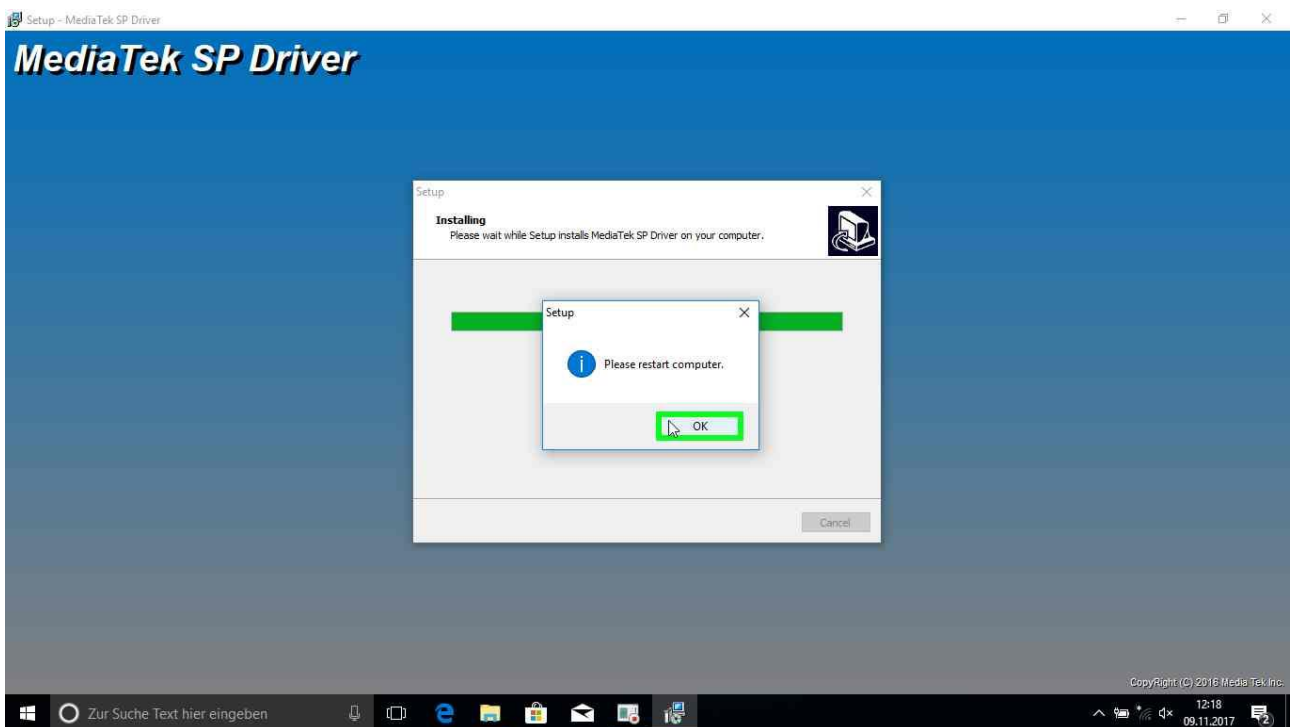 Setup - MediaTek SP Driver
MediaTek SP Driver
Setup
Installing
Please wait while Setup installs MediaTek SP Driver on your computer.
Setup
Please restart computer.
OK
Cancel
CopyRight (C) 2016 Media Tek Inc.
Zur Suche Text hier eingeben
12:18
09.11.2017
2